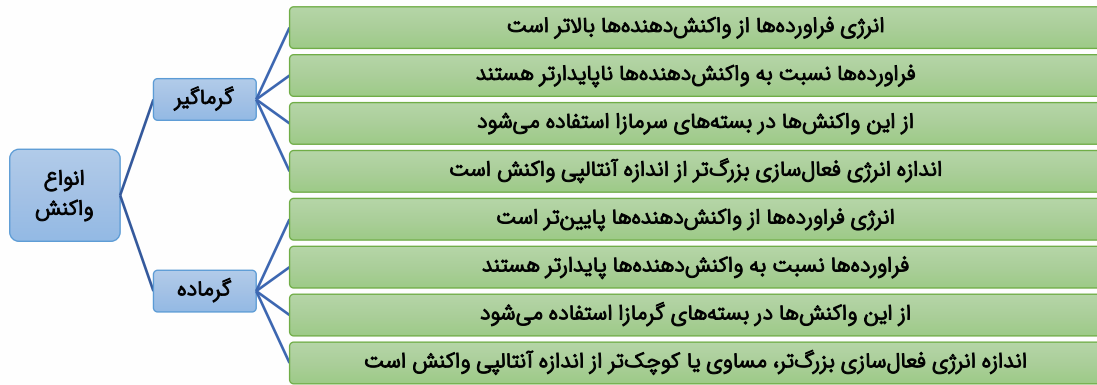 انواع
واکنش
گرماگیر
انرژی فراورده‌ها از واکنش‌دهنده‌ها بالاتر است
فراورده‌ها نسبت به واکنش‌دهنده‌ها ناپایدارتر هستند
از این واکنش‌ها در بسته‌های سرمازا استفاده می‌شود
اندازه انرژی فعال‌سازی بزرگ‌تر از اندازه آنتالپی واکنش است
گرماده
انرژی فراورده‌ها از واکنش‌دهنده‌ها پایین‌تر است
فراورده‌ها نسبت به واکنش‌دهنده‌ها پایدارتر هستند
از این واکنش‌ها در بسته‌های گرمازا استفاده می‌شود
اندازه انرژی فعال‌سازی بزرگ‌تر، مساوی یا کوچک‌تر از اندازه آنتالپی واکنش است